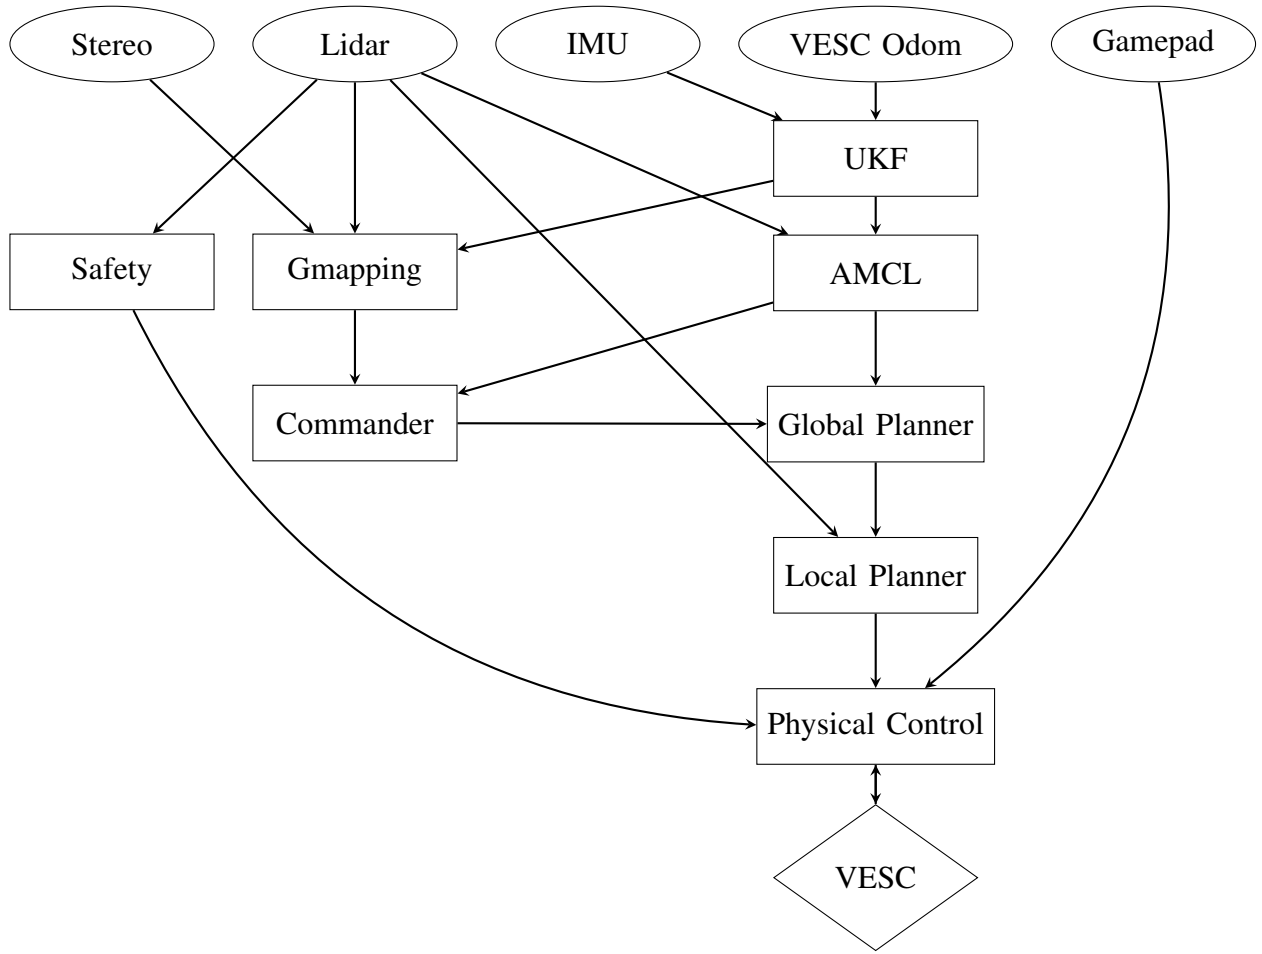 Stereo
Lidar
IMU
VESC Odom
Gamepad
UKF
Safety
Gmapping
AMCL
Commander
Global Planner
Local Planner
Physical Control
VESC